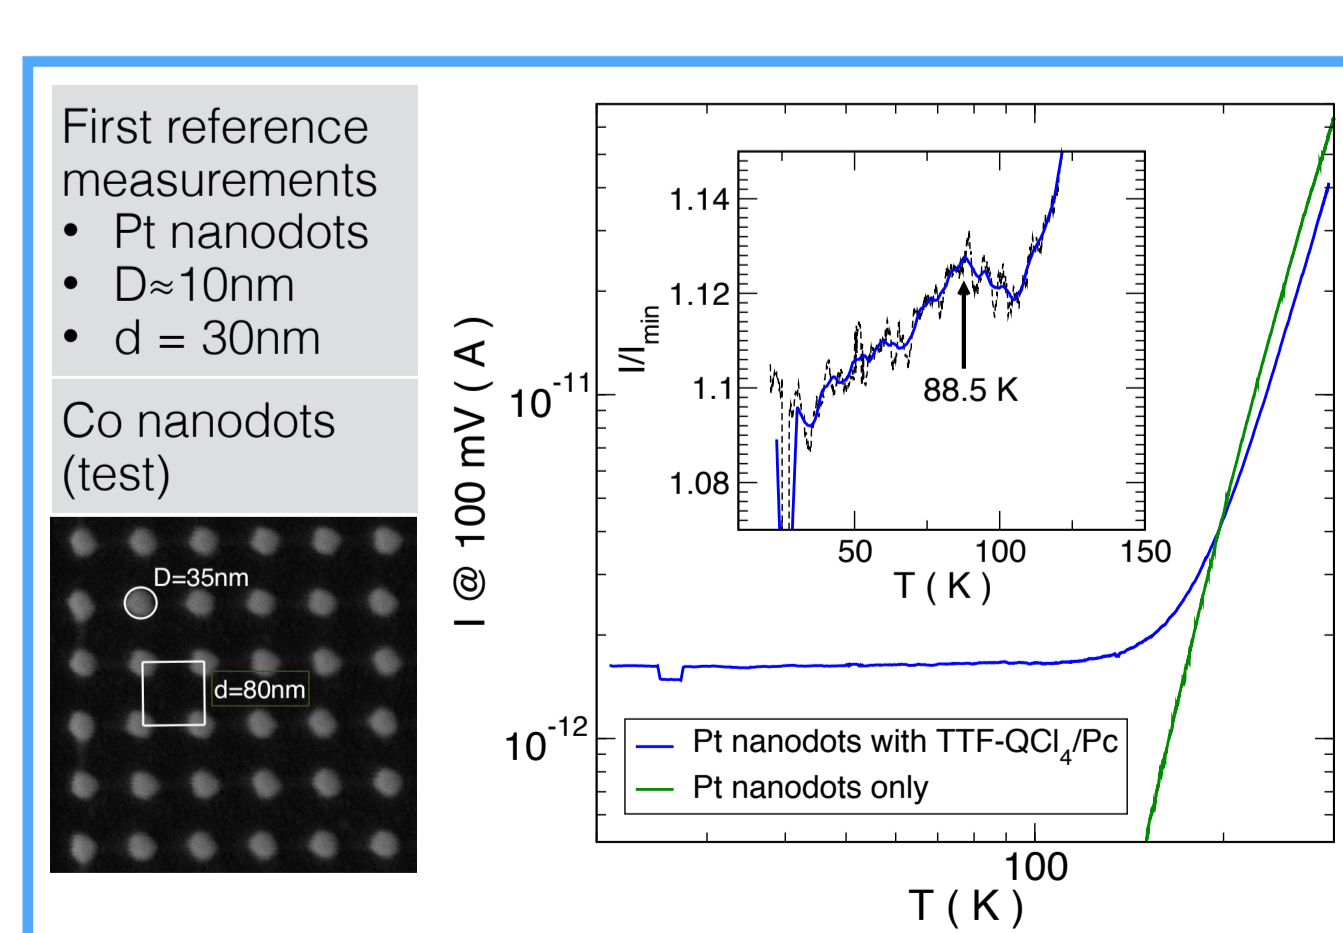 First reference
measurements
• Pt nanodots
• D≈10nm
• d = 30nm
Co nanodots
(test)
D=35nm
d=80nm
I @ 100 mV ( A )
10^-11
10^-12
I/I_min
1.14
1.12
1.1
1.08
88.5 K
50 100 150
T ( K )
Pt nanodots with TTF-QCl_4/Pc
Pt nanodots only
100
T ( K )